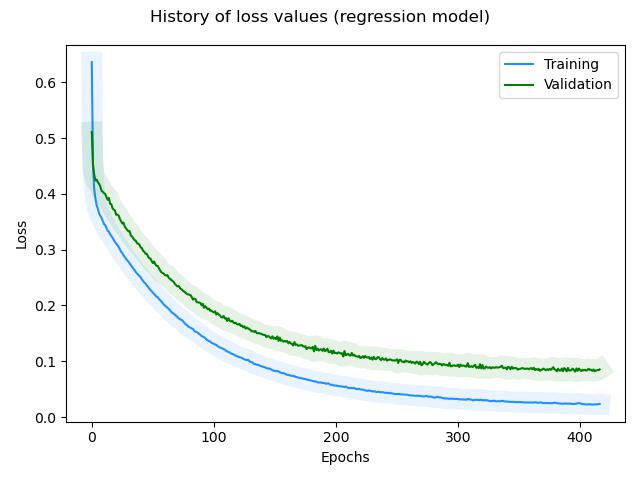 History of loss values (regression model)
Training
Validation
0.6
0.5
0.4
0.3
0.2
0.1
0.0
Loss
0
100
200
300
400
Epochs